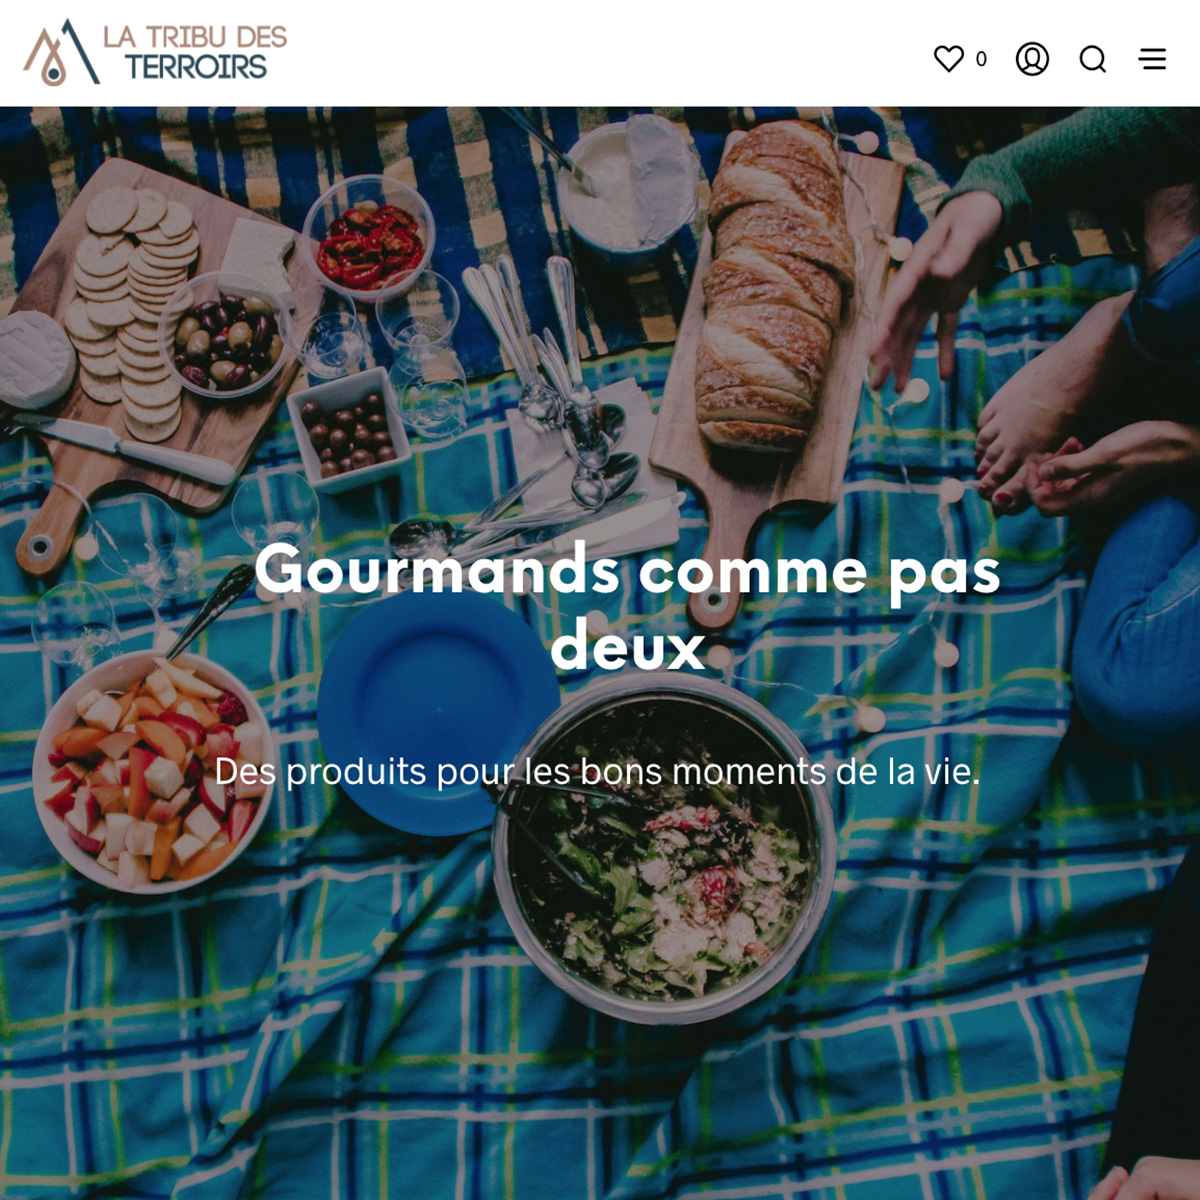 LA TRIBU DES
TERROIRS
0
Gourmands comme pas
deux
Des produits pour les bons moments de la vie.